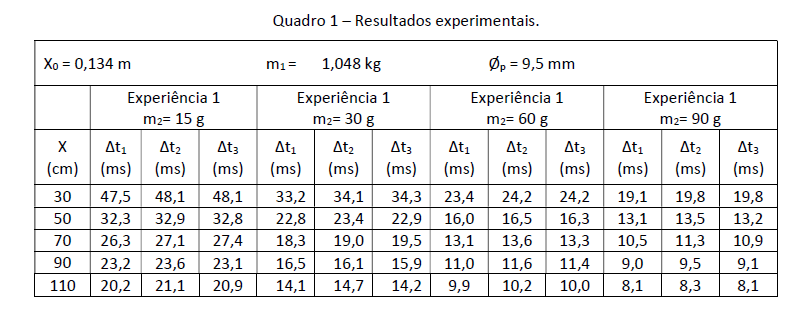 Quadro 1 – Resultados experimentais.
X₀ = 0,134 m m₁ = 1,048 kg Ø̸ₚ = 9,5 mm
Experiência 1 Experiência 1 Experiência 1 Experiência 1
m₂= 15 g m₂= 30 g m₂= 60 g m₂= 90 g
X Δt₁ Δt₂ Δt₃ Δt₁ Δt₂ Δt₃ Δt₁ Δt₂ Δt₃ Δt₁ Δt₂ Δt₃
(cm) (ms) (ms) (ms) (ms) (ms) (ms) (ms) (ms) (ms) (ms) (ms) (ms)
30 47,5 48,1 48,1 33,2 34,1 34,3 23,4 24,2 24,2 19,1 19,8 19,8
50 32,3 32,9 32,8 22,8 23,4 22,9 16,0 16,5 16,3 13,1 13,5 13,2
70 26,3 27,1 27,4 18,3 19,0 19,5 13,1 13,6 13,3 10,5 11,3 10,9
90 23,2 23,6 23,1 16,5 16,1 15,9 11,0 11,6 11,4 9,0 9,5 9,1
110 20,2 21,1 20,9 14,1 14,7 14,2 9,9 10,2 10,0 8,1 8,3 8,1